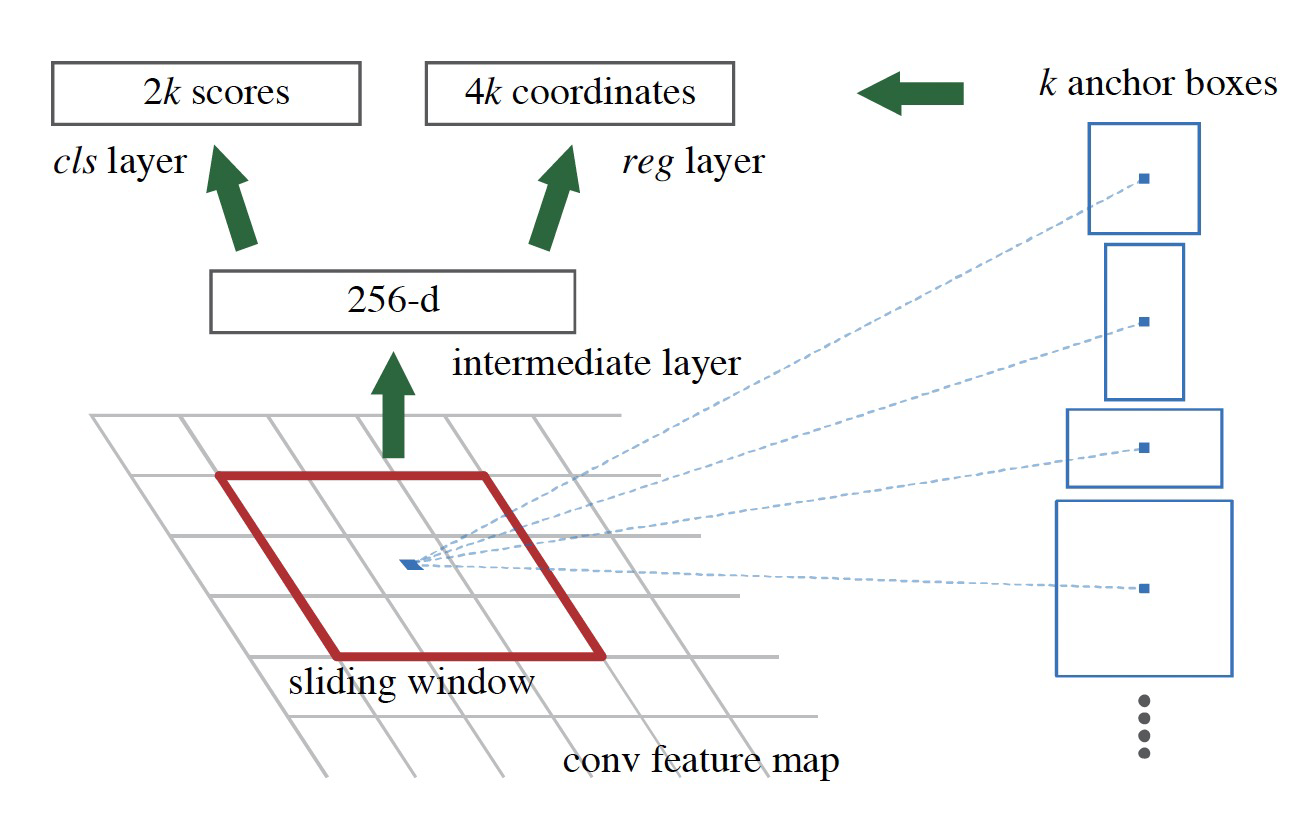 2k scores
4k coordinates
k anchor boxes
cls layer
reg layer
256-d
intermediate layer
sliding window
conv feature map